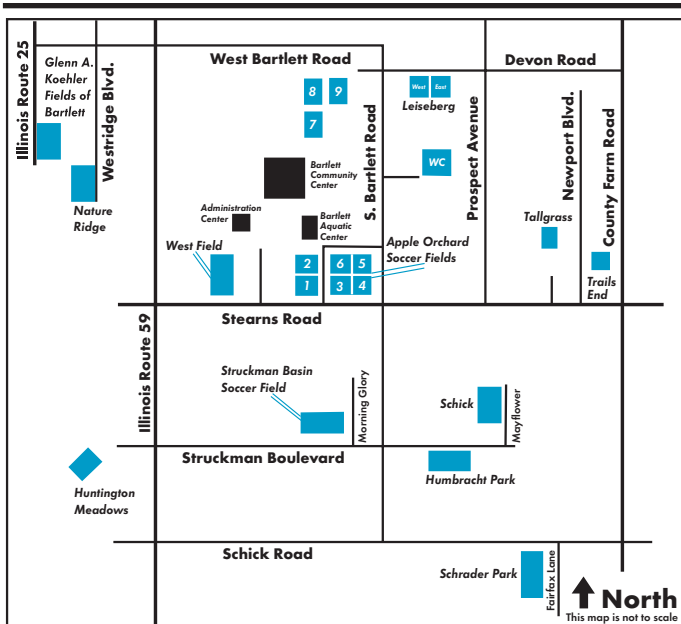 Illinois Route 25
Glenn A.
Koehler
Fields of
Bartlett
Westridge Blvd.
Nature
Ridge
West Bartlett Road
Devon Road
8
9
7
West
East
Leiseberg
S. Bartlett Road
WC
Prospect Avenue
Newport Blvd.
County Farm Road
Bartlett
Community
Center
Administration
Center
Bartlett
Aquatic
Center
Tallgrass
West Field
Apple Orchard
Soccer Fields
2
6
5
1
3
4
Trails
End
Stearns Road
Illinois Route 59
Struckman Basin
Soccer Field
Morning Glory
Schick
Mayflower
Struckman Boulevard
Humbracht Park
Huntington
Meadows
Schick Road
Schrader Park
Fairfax Lane
North
This map is not to scale